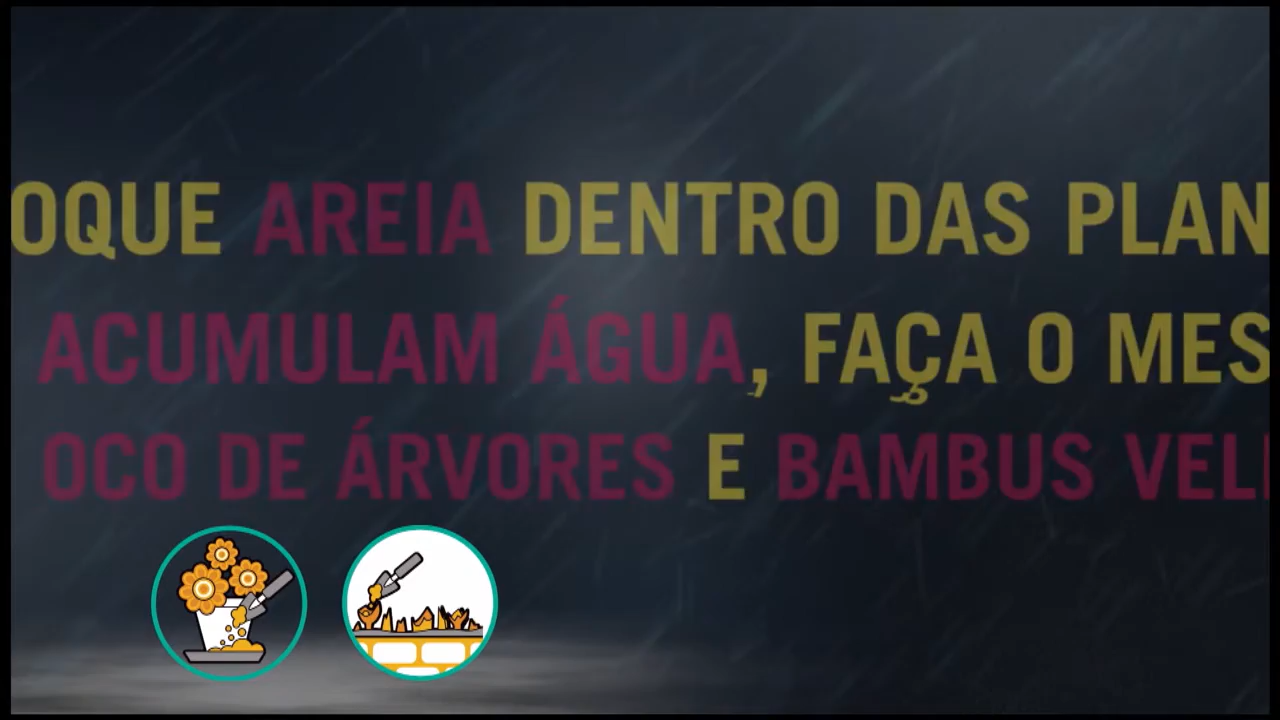 OQUE AREIA DENTRO DAS PLAN
ACUMULAM ÁGUA, FAÇA O MES
OCO DE ÁRVORES E BAMBUS VEL